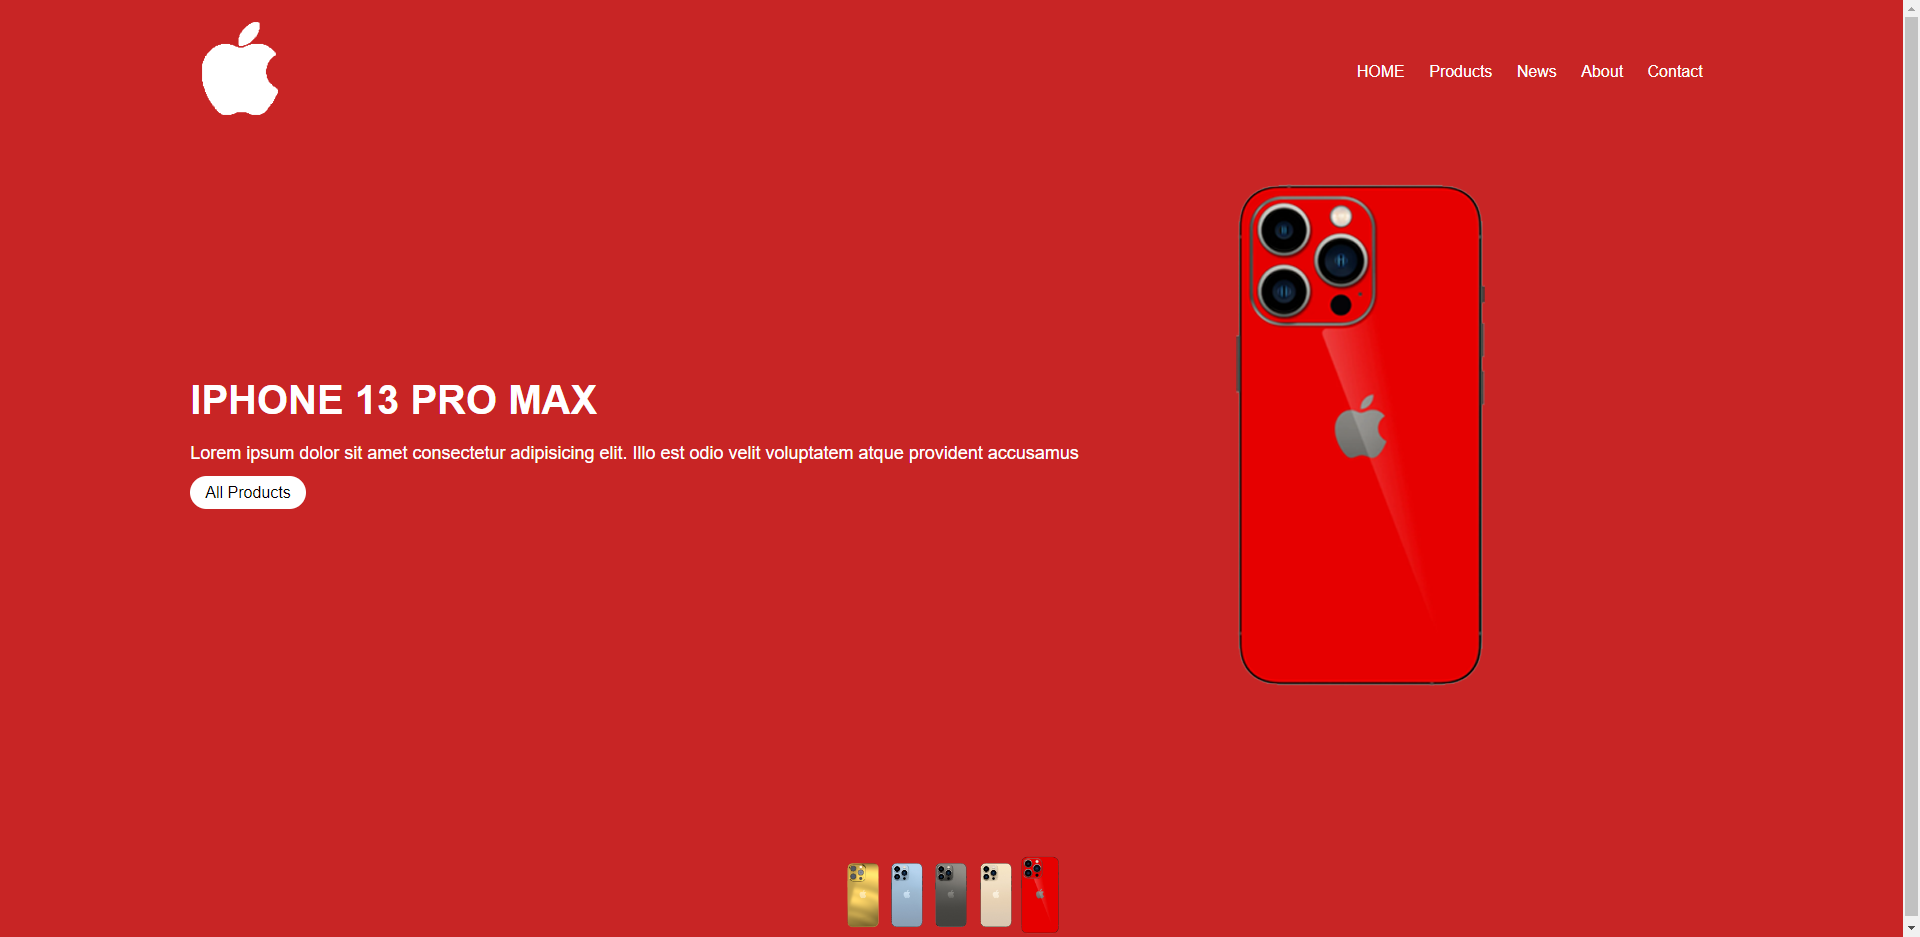 HOME Products News About Contact
IPHONE 13 PRO MAX
Lorem ipsum dolor sit amet consectetur adipisicing elit. Illo est odio velit voluptatem atque provident accusamus
All Products